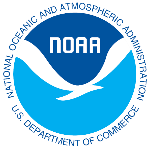 NATIONAL OCEANIC AND ATMOSPHERIC ADMINISTRATION
NOAA
U.S. DEPARTMENT OF COMMERCE